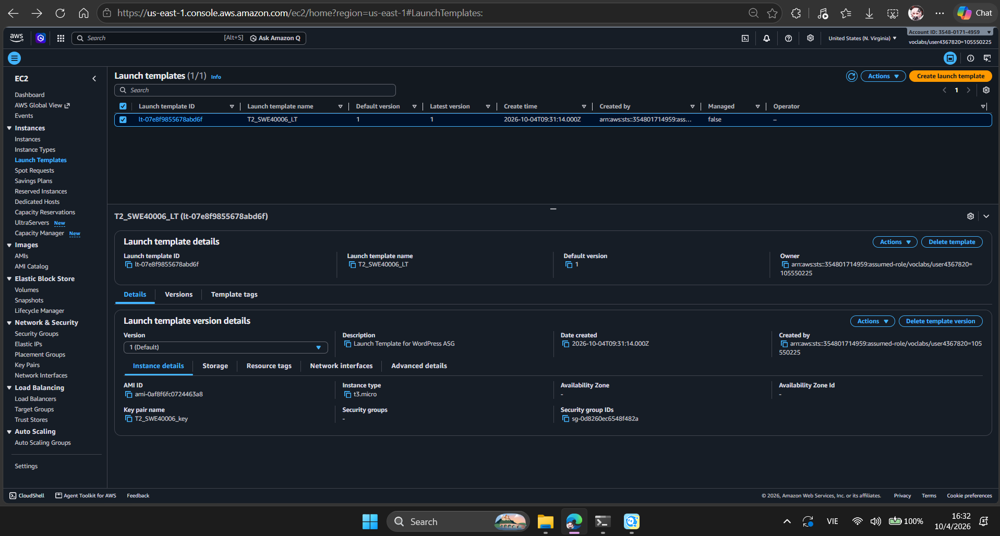 https://us-east-1.console.aws.amazon.com/ec2/home?region=us-east-1#LaunchTemplates:
Chat
aws
Search
[Alt+S]
Ask Amazon Q
United States (N. Virginia)
Account ID: 3548-0171-4959
voclabs/user4367820=105550225
EC2
Dashboard
AWS Global View
Events
Instances
Instances
Instance Types
Launch Templates
Spot Requests
Savings Plans
Reserved Instances
Dedicated Hosts
Capacity Reservations
UltraServers New
Capacity Manager New
Images
AMIs
AMI Catalog
Elastic Block Store
Volumes
Snapshots
Lifecycle Manager
Network & Security
Security Groups
Elastic IPs
Placement Groups
Key Pairs
Network Interfaces
Load Balancing
Load Balancers
Target Groups
Trust Stores
Auto Scaling
Auto Scaling Groups
Settings
Launch templates (1/1) Info
Actions
Create launch template
Search
1
Launch template ID Launch template name Default version Latest version Create time Created by Managed Operator
lt-07e8f9855678abd6f T2_SWE40006_LT 1 1 2026-10-04T09:31:14.000Z arn:aws:sts::354801714959:ass... false –
T2_SWE40006_LT (lt-07e8f9855678abd6f)
Launch template details
Actions
Delete template
Launch template ID
lt-07e8f9855678abd6f
Launch template name
T2_SWE40006_LT
Default version
1
Owner
arn:aws:sts::354801714959:assumed-role/voclabs/user4367820=
105550225
Details Versions Template tags
Launch template version details
Actions
Delete template version
Version
1 (Default)
Description
Launch Template for WordPress ASG
Date created
2026-10-04T09:31:14.000Z
Created by
arn:aws:sts::354801714959:assumed-role/voclabs/user4367820=105
550225
Instance details Storage Resource tags Network interfaces Advanced details
AMI ID
ami-0af8f6fc0724463a8
Instance type
t3.micro
Availability Zone
-
Availability Zone Id
-
Key pair name
T2_SWE40006_key
Security groups
-
Security group IDs
sg-0d8260ec6548f482a
CloudShell
Agent Toolkit for AWS
Feedback
© 2026, Amazon Web Services, Inc. or its affiliates.
Privacy
Terms
Cookie preferences
Search
VIE
100%
16:32
10/4/2026